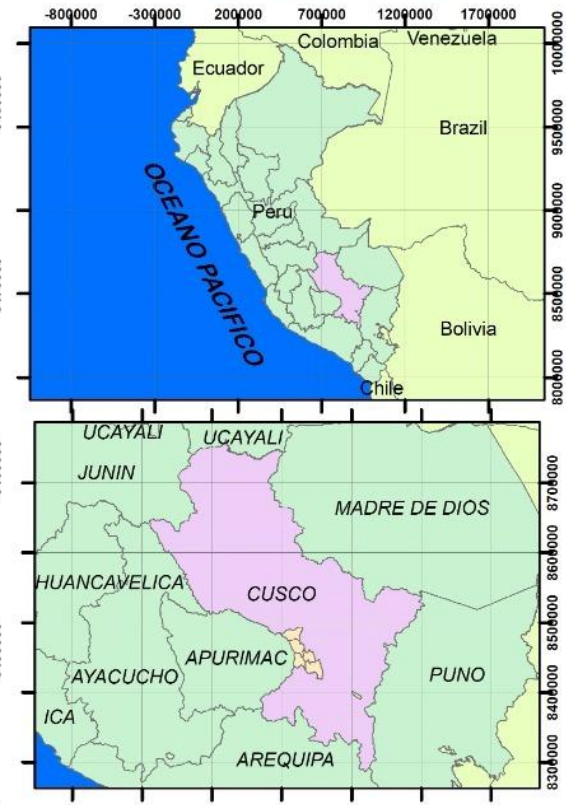 -800000 -300000 200000 700000 1200000 1700000
Colombia
Venezuela
Ecuador
Brazil
Peru
OCEANO PACIFICO
Bolivia
Chile
10000000
9500000
9000000
8500000
8000000
UCAYALI
UCAYALI
JUNIN
MADRE DE DIOS
HUANCAVELICA
CUSCO
APURIMAC
AYACUCHO
PUNO
ICA
AREQUIPA
8700000
8600000
8500000
8400000
8300000